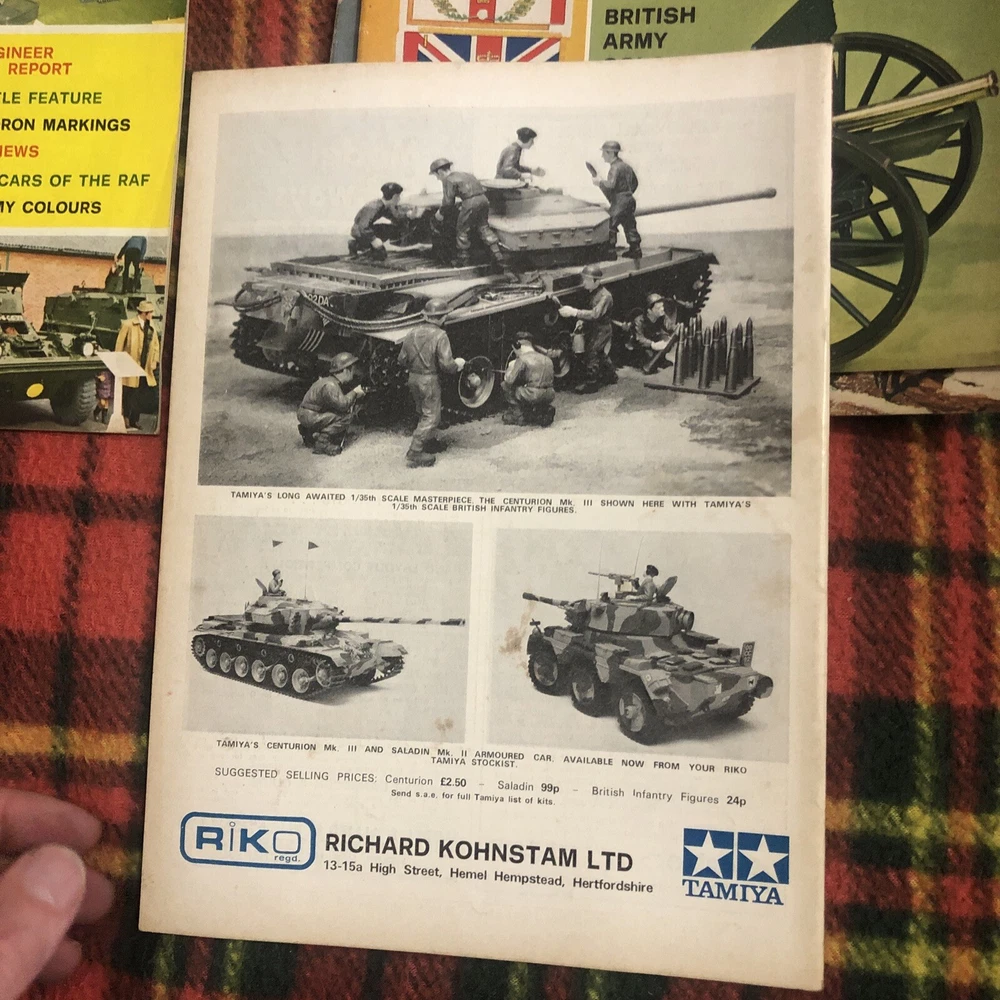 GINEER
REPORT
LE FEATURE
RON MARKINGS
IEWS
CARS OF THE RAF
MY COLOURS
BRITISH
ARMY
02DA
TAMIYA'S LONG AWAITED 1/35th SCALE MASTERPIECE, THE CENTURION Mk. III SHOWN HERE WITH TAMIYA'S
1/35th SCALE BRITISH INFANTRY FIGURES.
TAMIYA'S CENTURION Mk. III AND SALADIN Mk. II ARMOURED CAR. AVAILABLE NOW FROM YOUR RIKO
TAMIYA STOCKIST.
SUGGESTED SELLING PRICES: Centurion £2.50 – Saladin 99p – British Infantry Figures 24p
Send s.a.e. for full Tamiya list of kits.
RiKO
regd.
RICHARD KOHNSTAM LTD
13-15a High Street, Hemel Hempstead, Hertfordshire
TAMIYA